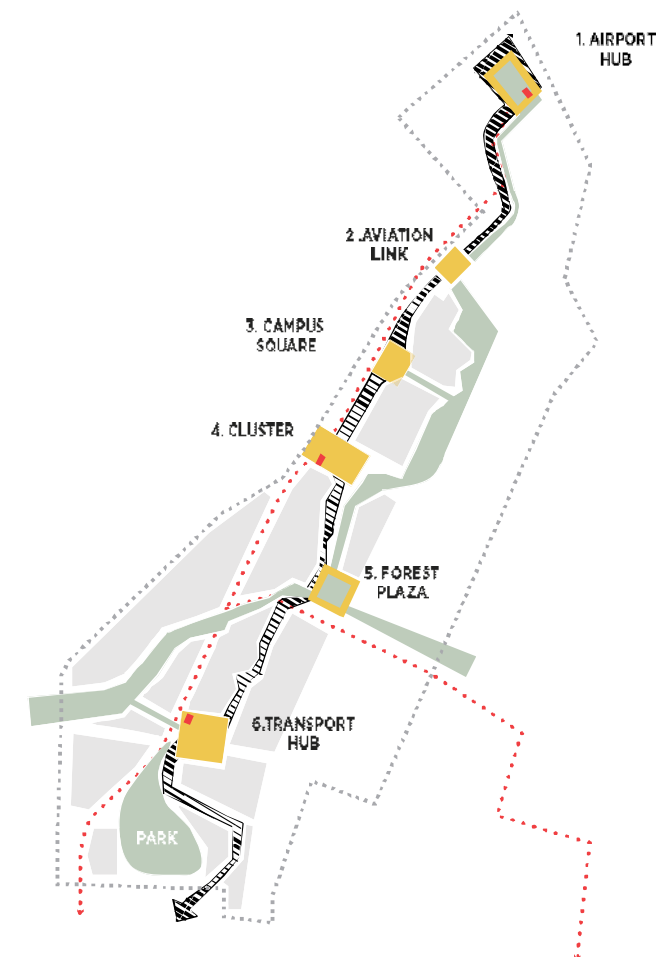 1. AIRPORT
HUB
2 .AVIATION
LINK
3. CAMPUS
SQUARE
4. CLUSTER
5. FOREST
PLAZA
6.TRANSPORT
HUB
PARK